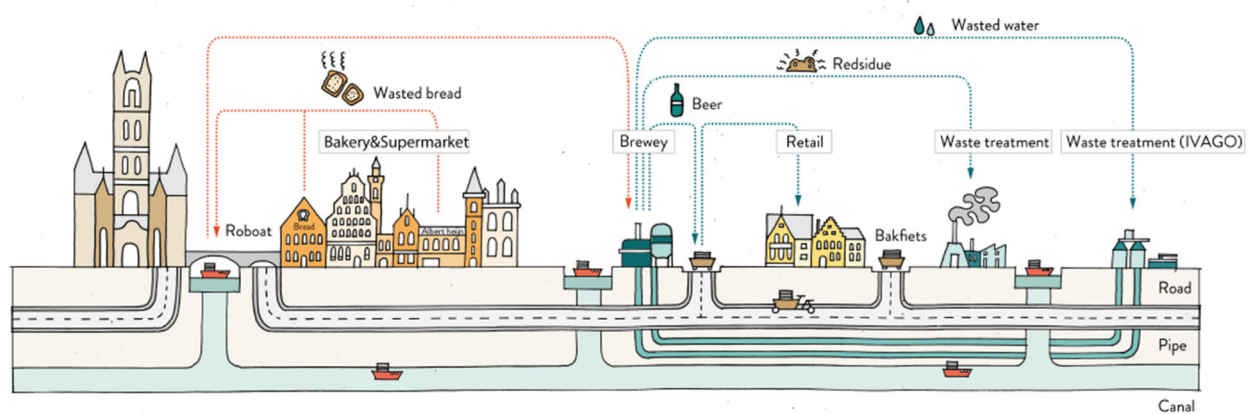 Wasted water
Redsidue
Wasted bread
Beer
Bakery&Supermarket
Brewey
Retail
Waste treatment
Waste treatment (IVAGO)
Roboat
Bread
Albert heijn
Bakfiets
Road
Pipe
Canal